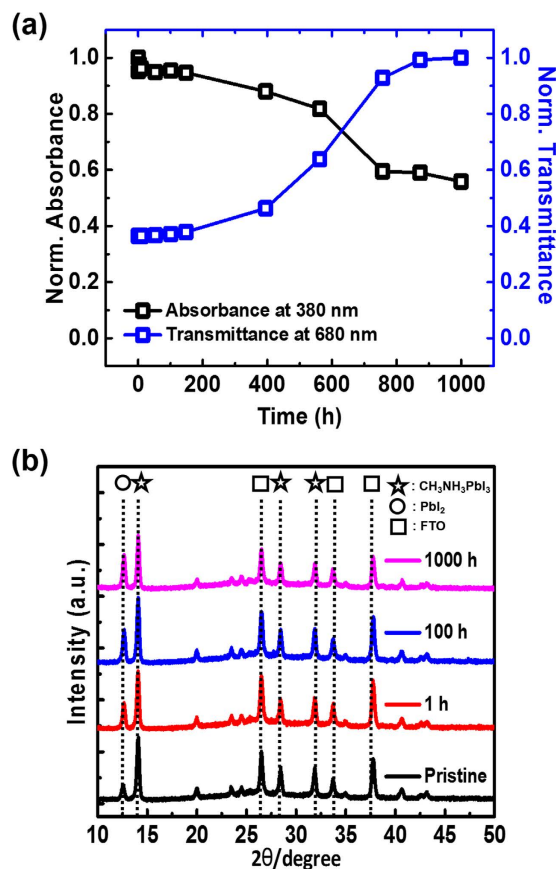 (a)
1.0
0.8
0.6
0.4
0.2
0.0
Norm. Absorbance
1.0
0.8
0.6
0.4
0.2
0.0
Norm. Transmittance
Absorbance at 380 nm
Transmittance at 680 nm
0 200 400 600 800 1000
Time (h)
(b)
: CH₃NH₃PbI₃
: PbI₂
: FTO
1000 h
100 h
1 h
Pristine
Intensity (a.u.)
10 15 20 25 30 35 40 45 50
2θ/degree